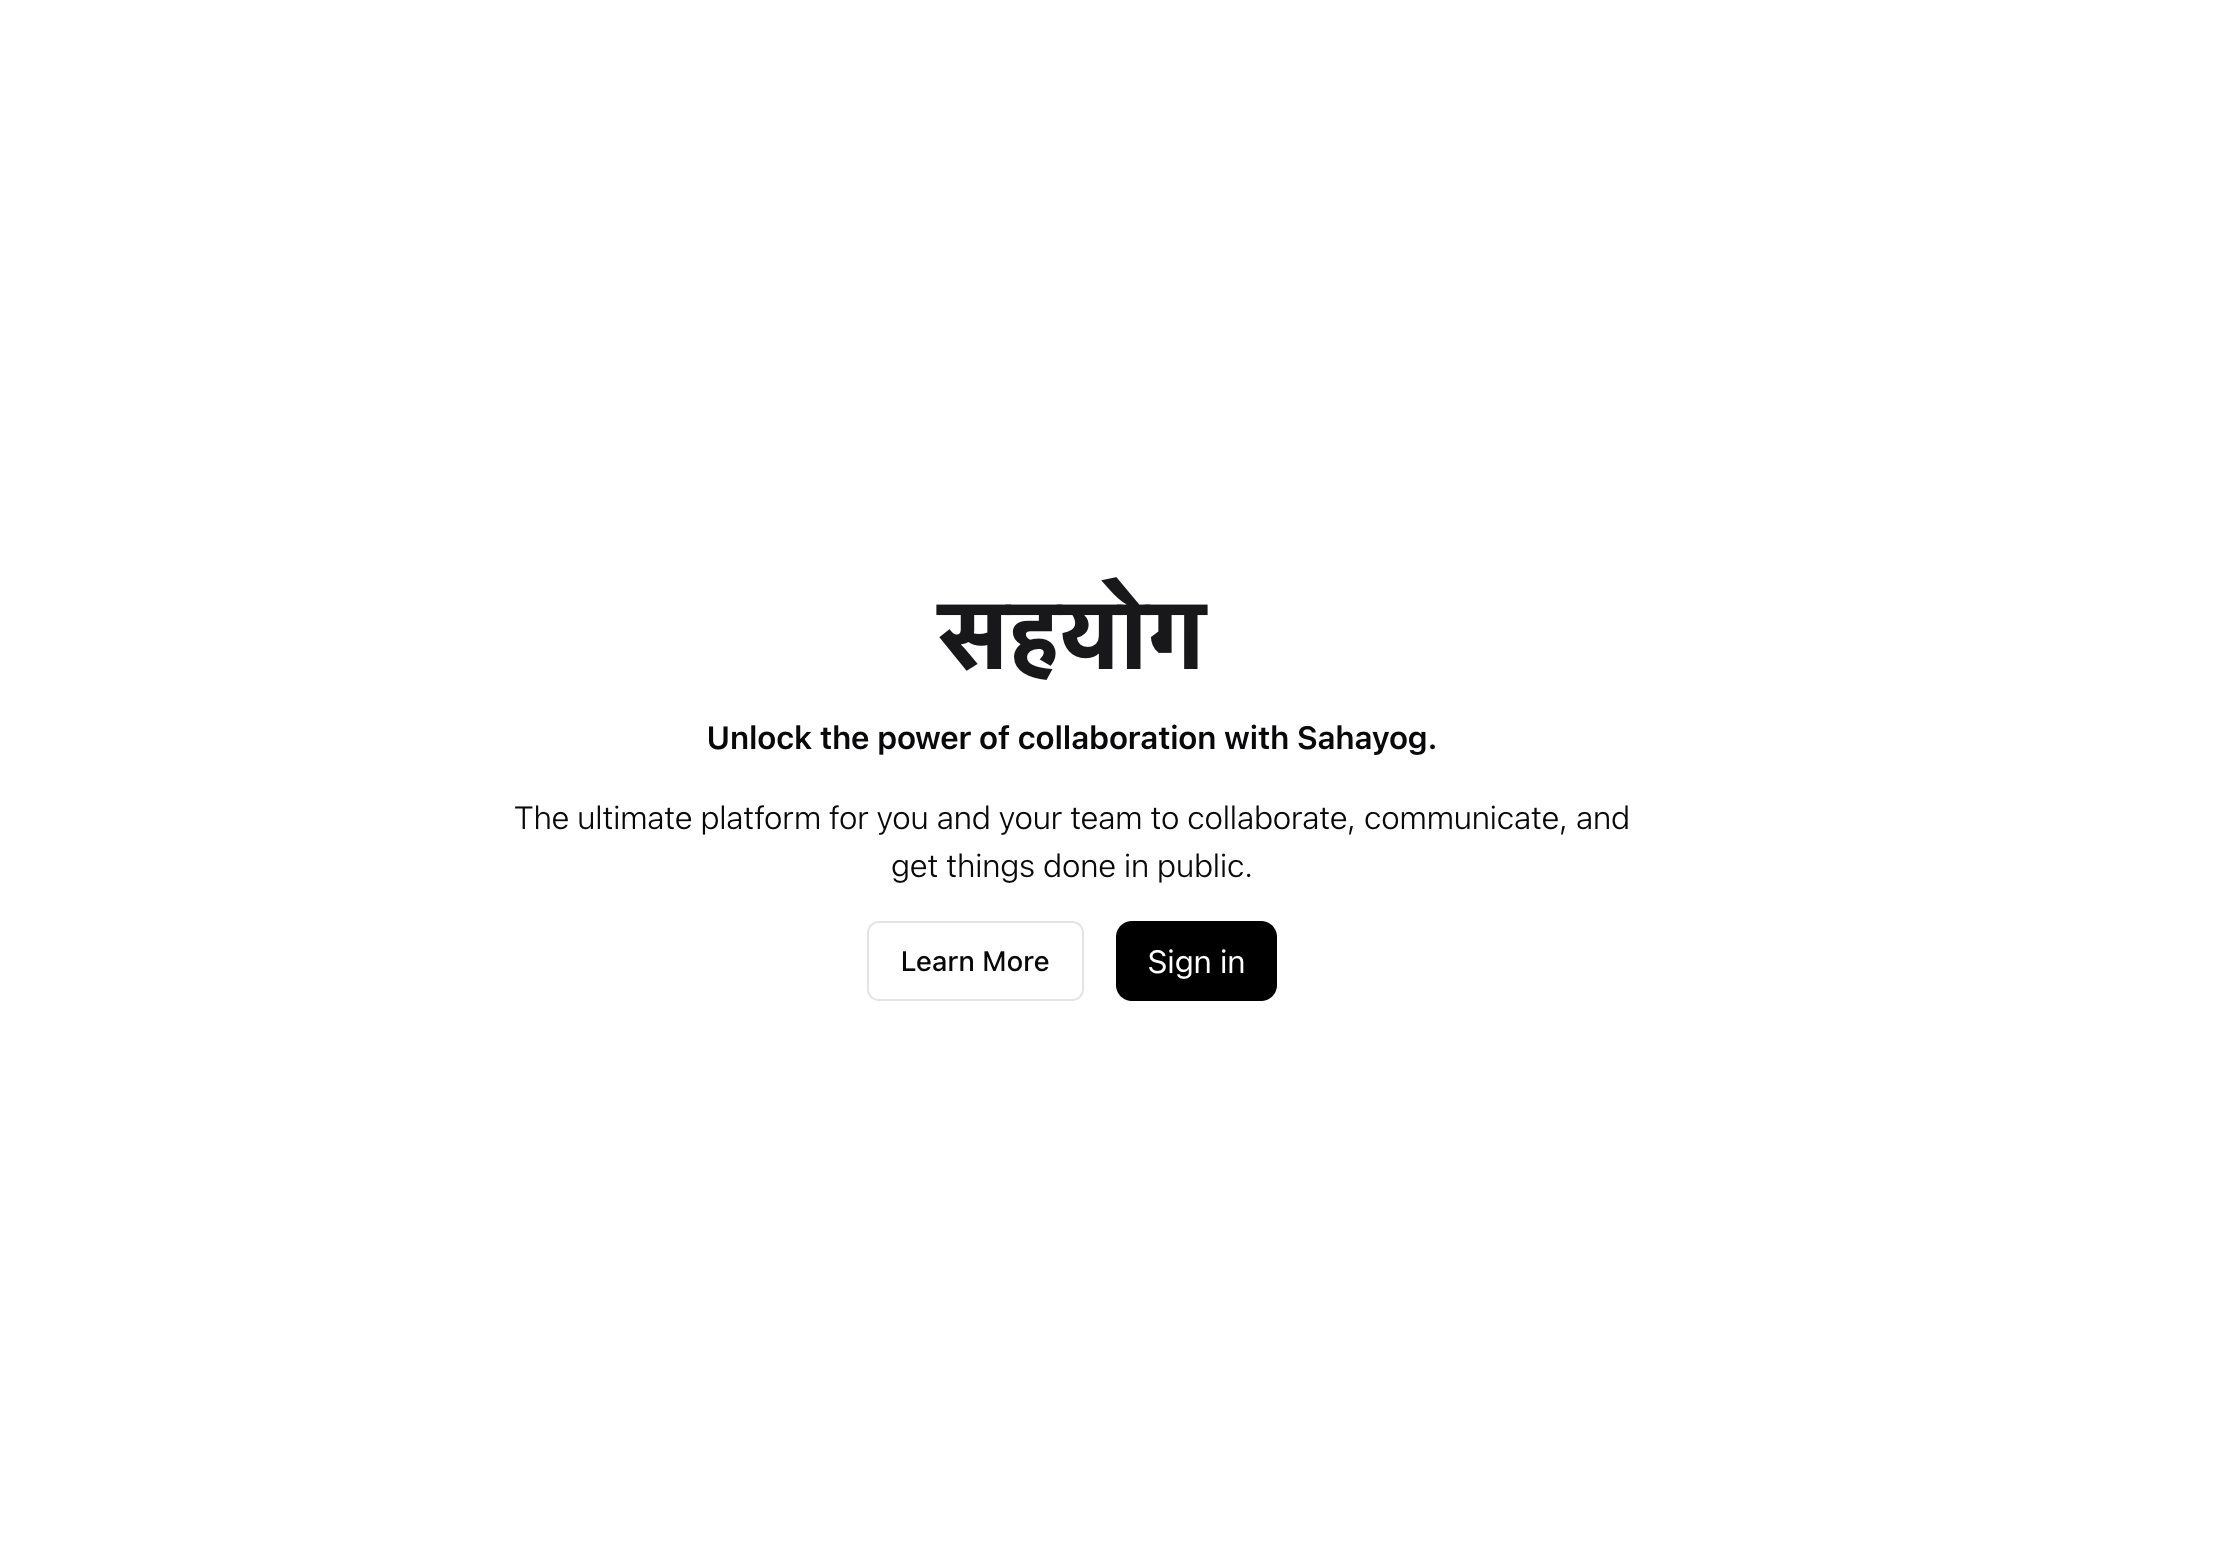 सहयोग
Unlock the power of collaboration with Sahayog.
The ultimate platform for you and your team to collaborate, communicate, and
get things done in public.
Learn More
Sign in